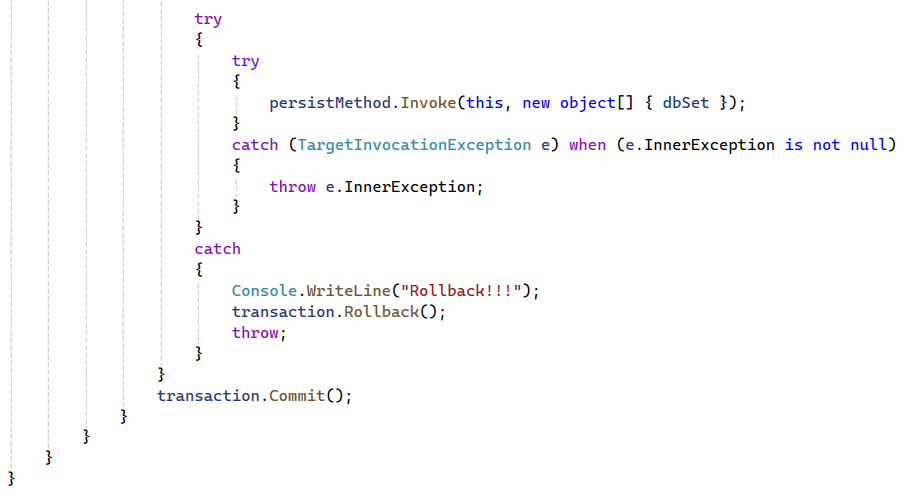 try
{
try
{
persistMethod.Invoke(this, new object[] { dbSet });
}
catch (TargetInvocationException e) when (e.InnerException is not null)
{
throw e.InnerException;
}
}
catch
{
Console.WriteLine("Rollback!!!");
transaction.Rollback();
throw;
}
}
transaction.Commit();
}
}
}
}